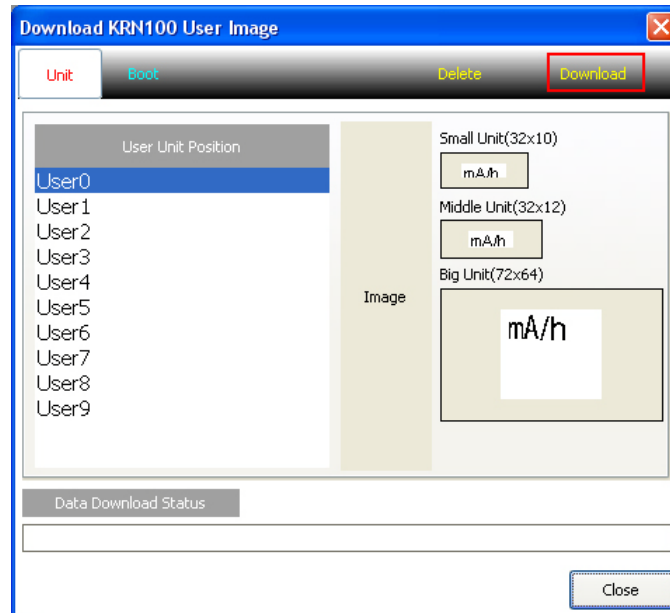 Download KRN100 User Image
Unit Boot Delete Download
User Unit Position
User0
User1
User2
User3
User4
User5
User6
User7
User8
User9
Image
Small Unit(32x10)
mA/h
Middle Unit(32x12)
mA/h
Big Unit(72x64)
mA/h
Data Download Status
Close